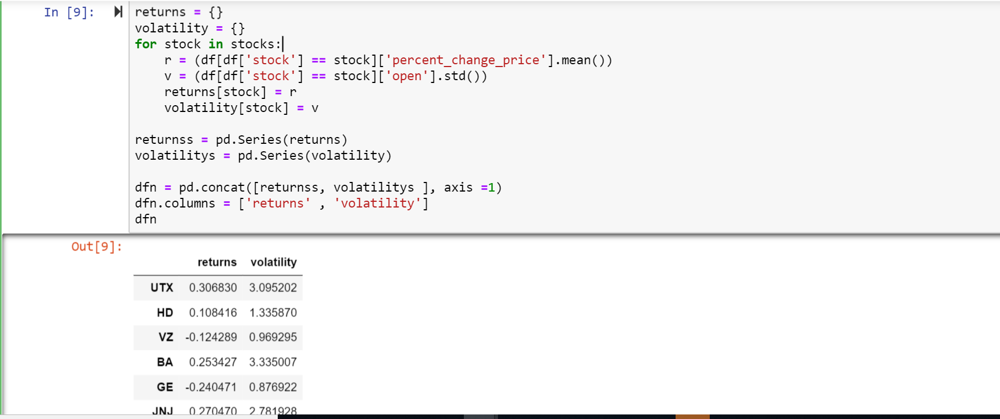 In [9]:
returns = {}
volatility = {}
for stock in stocks:
    r = (df[df['stock'] == stock]['percent_change_price'].mean())
    v = (df[df['stock'] == stock]['open'].std())
    returns[stock] = r
    volatility[stock] = v
returnss = pd.Series(returns)
volatilitys = pd.Series(volatility)
dfn = pd.concat([returnss, volatilitys ], axis =1)
dfn.columns = ['returns' , 'volatility']
dfn
Out[9]:
returns volatility
UTX 0.306830 3.095202
HD 0.108416 1.335870
VZ -0.124289 0.969295
BA 0.253427 3.335007
GE -0.240471 0.876922
JNJ 0.270470 2.781928